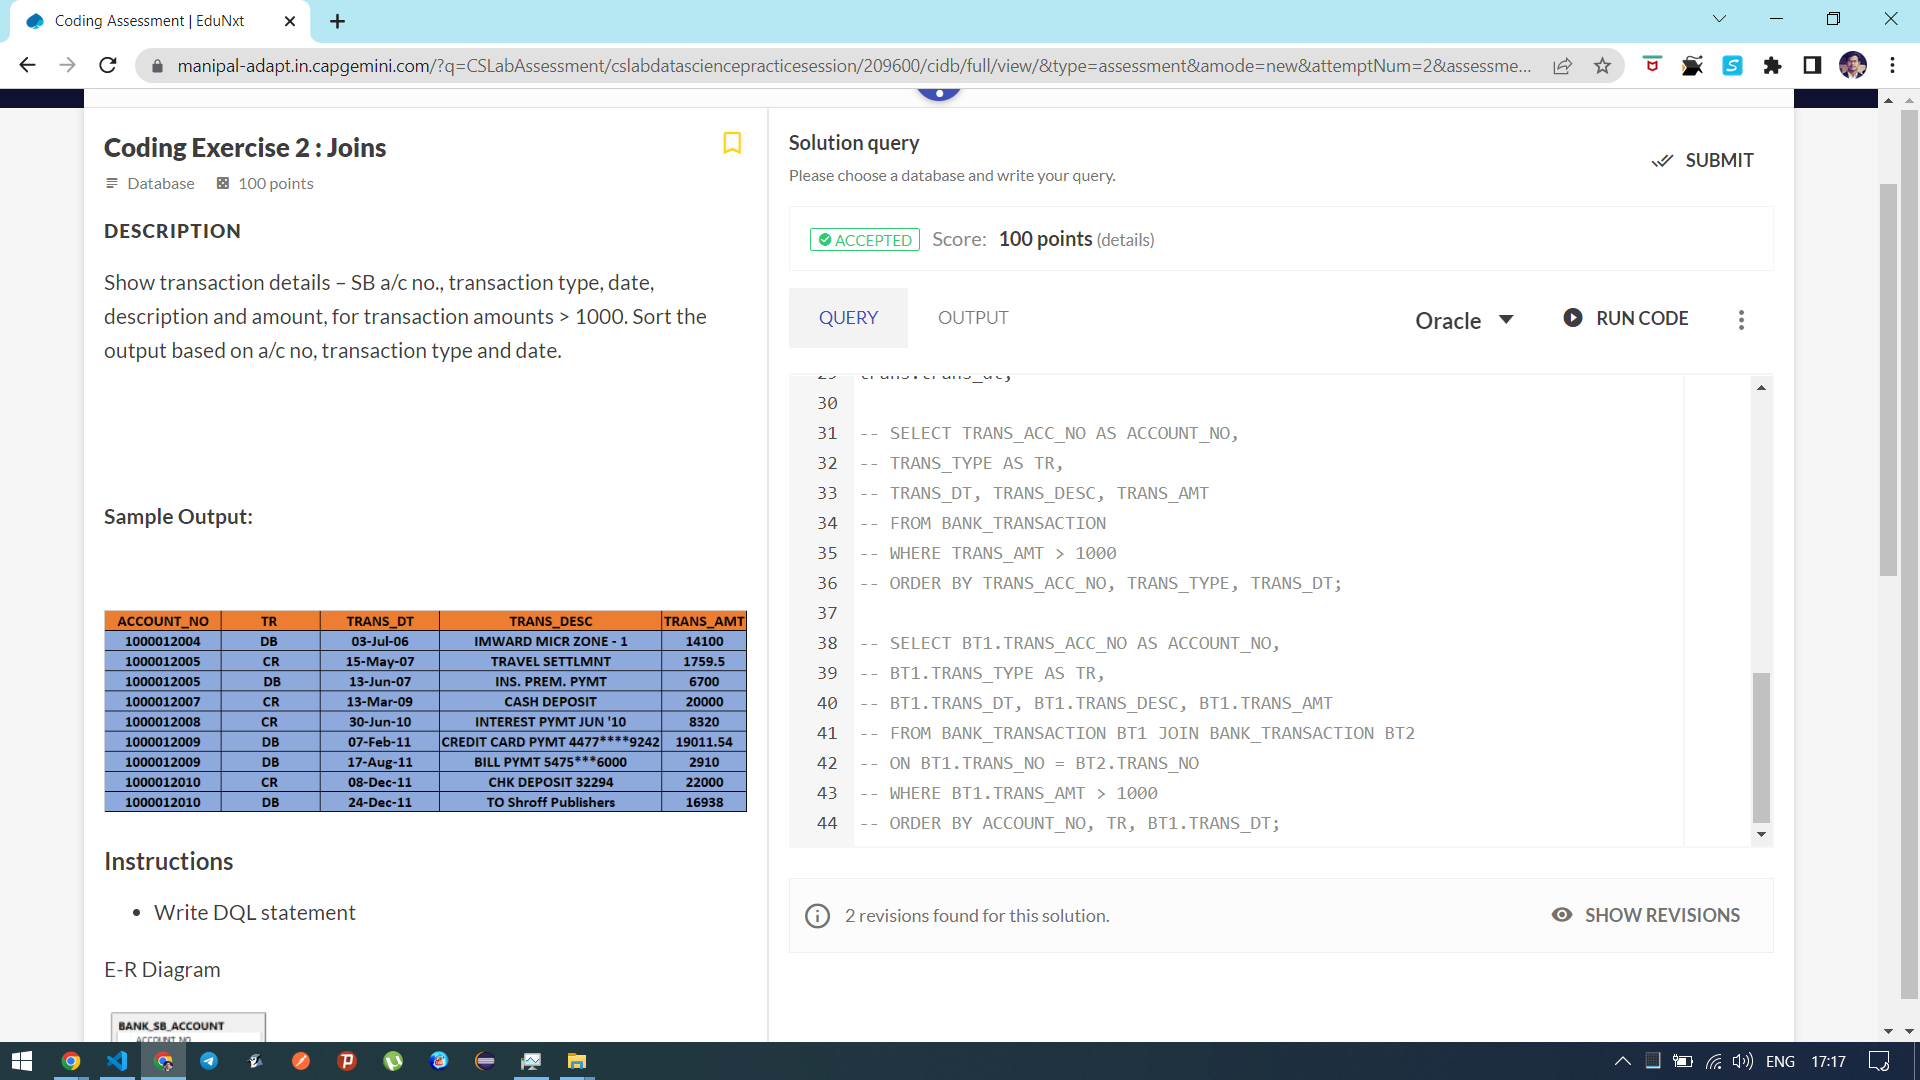 Coding Assessment | EduNxt
manipal-adapt.in.capgemini.com/?q=CSLabAssessment/cslabdatasciencepracticesession/209600/cidb/full/view/&type=assessment&amode=new&attemptNum=2&assessme...
Coding Exercise 2 : Joins
Database 100 points
DESCRIPTION
Show transaction details – SB a/c no., transaction type, date,
description and amount, for transaction amounts > 1000. Sort the
output based on a/c no, transaction type and date.
Sample Output:
ACCOUNT_NO TR TRANS_DT TRANS_DESC TRANS_AMT
1000012004 DB 03-Jul-06 IMWARD MICR ZONE - 1 14100
1000012005 CR 15-May-07 TRAVEL SETTLMNT 1759.5
1000012005 DB 13-Jun-07 INS. PREM. PYMT 6700
1000012007 CR 13-Mar-09 CASH DEPOSIT 20000
1000012008 CR 30-Jun-10 INTEREST PYMT JUN '10 8320
1000012009 DB 07-Feb-11 CREDIT CARD PYMT 4477****9242 19011.54
1000012009 DB 17-Aug-11 BILL PYMT 5475***6000 2910
1000012010 CR 08-Dec-11 CHK DEPOSIT 32294 22000
1000012010 DB 24-Dec-11 TO Shroff Publishers 16938
Instructions
• Write DQL statement
E-R Diagram
BANK_SB_ACCOUNT
ACCOUNT_NO
Solution query
Please choose a database and write your query.
SUBMIT
ACCEPTED Score: 100 points (details)
QUERY OUTPUT Oracle RUN CODE
29 trans.trans_dt;
30
31 -- SELECT TRANS_ACC_NO AS ACCOUNT_NO,
32 -- TRANS_TYPE AS TR,
33 -- TRANS_DT, TRANS_DESC, TRANS_AMT
34 -- FROM BANK_TRANSACTION
35 -- WHERE TRANS_AMT > 1000
36 -- ORDER BY TRANS_ACC_NO, TRANS_TYPE, TRANS_DT;
37
38 -- SELECT BT1.TRANS_ACC_NO AS ACCOUNT_NO,
39 -- BT1.TRANS_TYPE AS TR,
40 -- BT1.TRANS_DT, BT1.TRANS_DESC, BT1.TRANS_AMT
41 -- FROM BANK_TRANSACTION BT1 JOIN BANK_TRANSACTION BT2
42 -- ON BT1.TRANS_NO = BT2.TRANS_NO
43 -- WHERE BT1.TRANS_AMT > 1000
44 -- ORDER BY ACCOUNT_NO, TR, BT1.TRANS_DT;
2 revisions found for this solution. SHOW REVISIONS
ENG 17:17